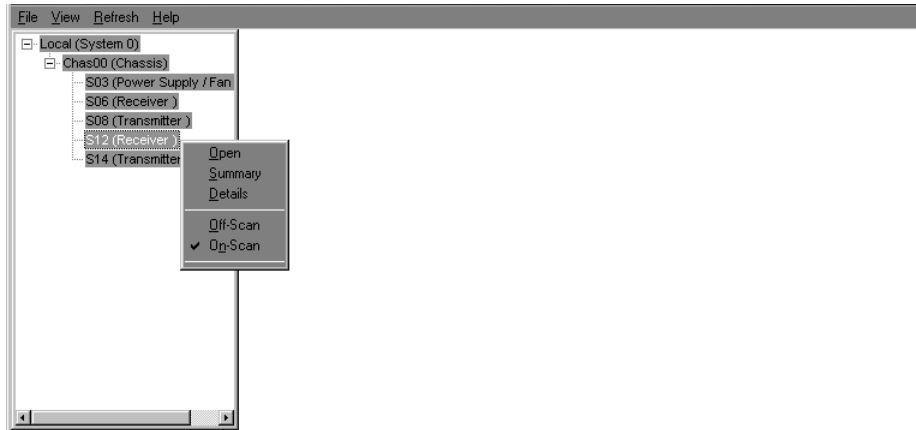 File View Refresh Help
Local (System 0)
Chas00 (Chassis)
S03 (Power Supply / Fan
S06 (Receiver )
S08 (Transmitter )
S12 (Receiver )
S14 (Transmitter
Open
Summary
Details
Off-Scan
On-Scan